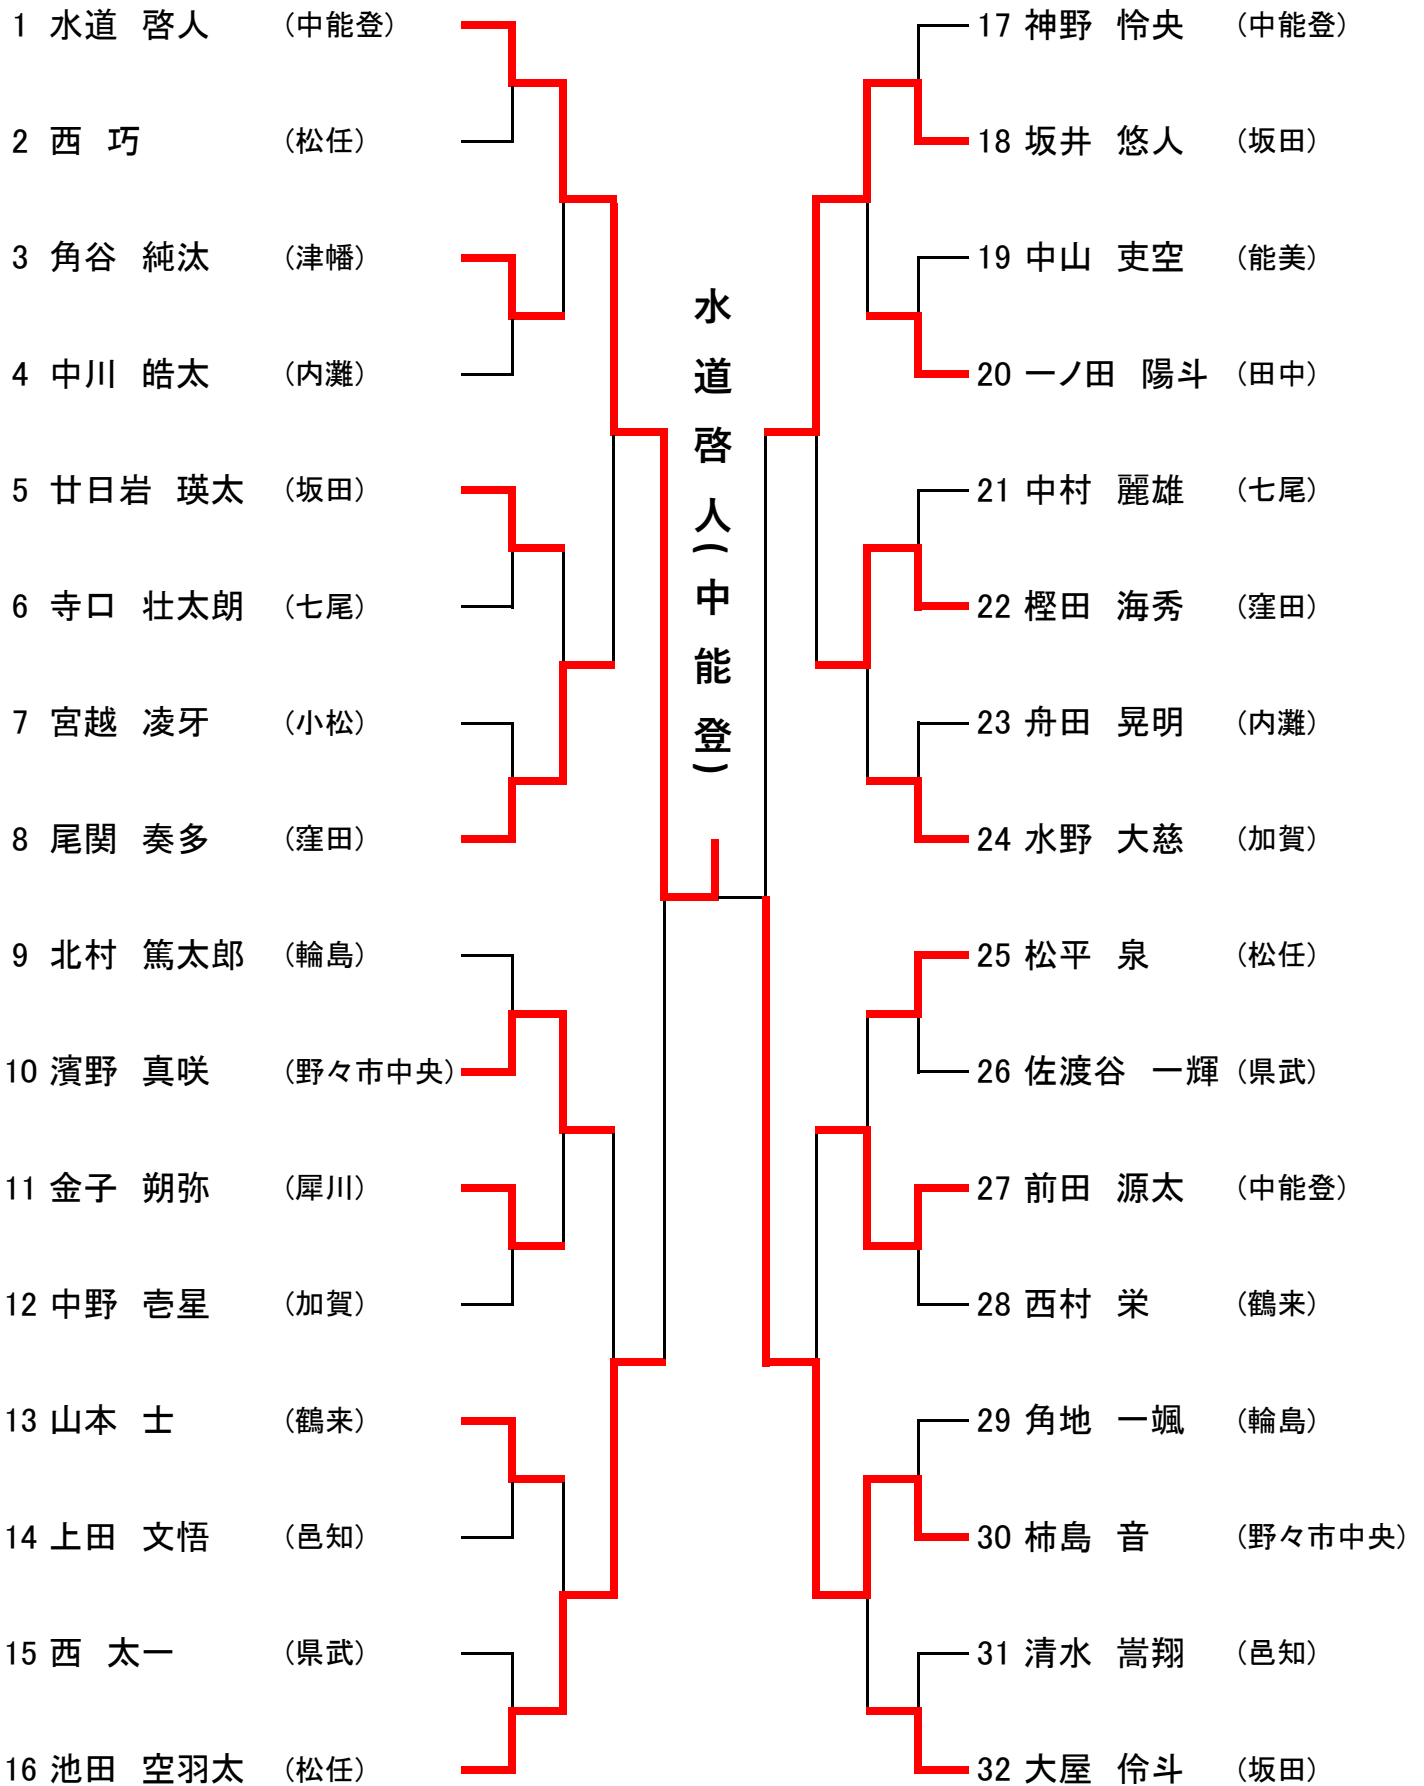 1 水道 啓人 (中能登)
2 西 巧 (松任)
3 角谷 純汰 (津幡)
4 中川 皓太 (内灘)
5 廿日岩 瑛太 (坂田)
6 寺口 壮太朗 (七尾)
7 宮越 凌牙 (小松)
8 尾関 奏多 (窪田)
9 北村 篤太郎 (輪島)
10 濱野 真咲 (野々市中央)
11 金子 朔弥 (犀川)
12 中野 壱星 (加賀)
13 山本 士 (鶴来)
14 上田 文悟 (邑知)
15 西 太一 (県武)
16 池田 空羽太 (松任)
水道啓人(中能登)
17 神野 怜央 (中能登)
18 坂井 悠人 (坂田)
19 中山 吏空 (能美)
20 一ノ田 陽斗 (田中)
21 中村 麗雄 (七尾)
22 樫田 海秀 (窪田)
23 舟田 晃明 (内灘)
24 水野 大慈 (加賀)
25 松平 泉 (松任)
26 佐渡谷 一輝 (県武)
27 前田 源太 (中能登)
28 西村 栄 (鶴来)
29 角地 一颯 (輪島)
30 柿島 音 (野々市中央)
31 清水 嵩翔 (邑知)
32 大屋 伶斗 (坂田)